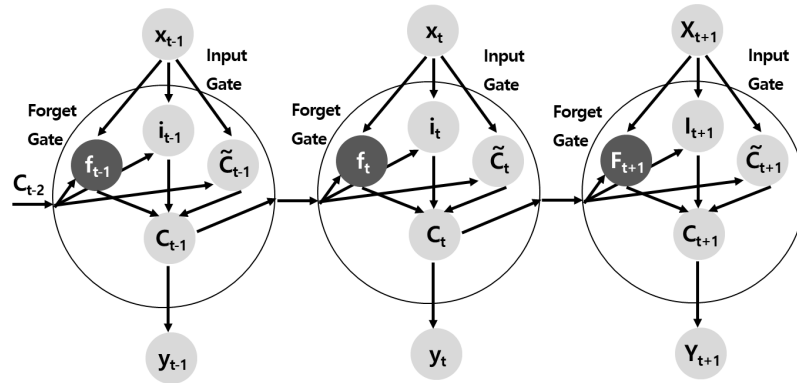 x_{t-1}
Input
Gate
Forget
Gate
i_{t-1}
f_{t-1}
C̃_{t-1}
C_{t-2}
C_{t-1}
y_{t-1}
x_t
Input
Gate
Forget
Gate
i_t
f_t
C̃_t
C_t
y_t
X_{t+1}
Input
Gate
Forget
Gate
I_{t+1}
F_{t+1}
C̃_{t+1}
C_{t+1}
Y_{t+1}